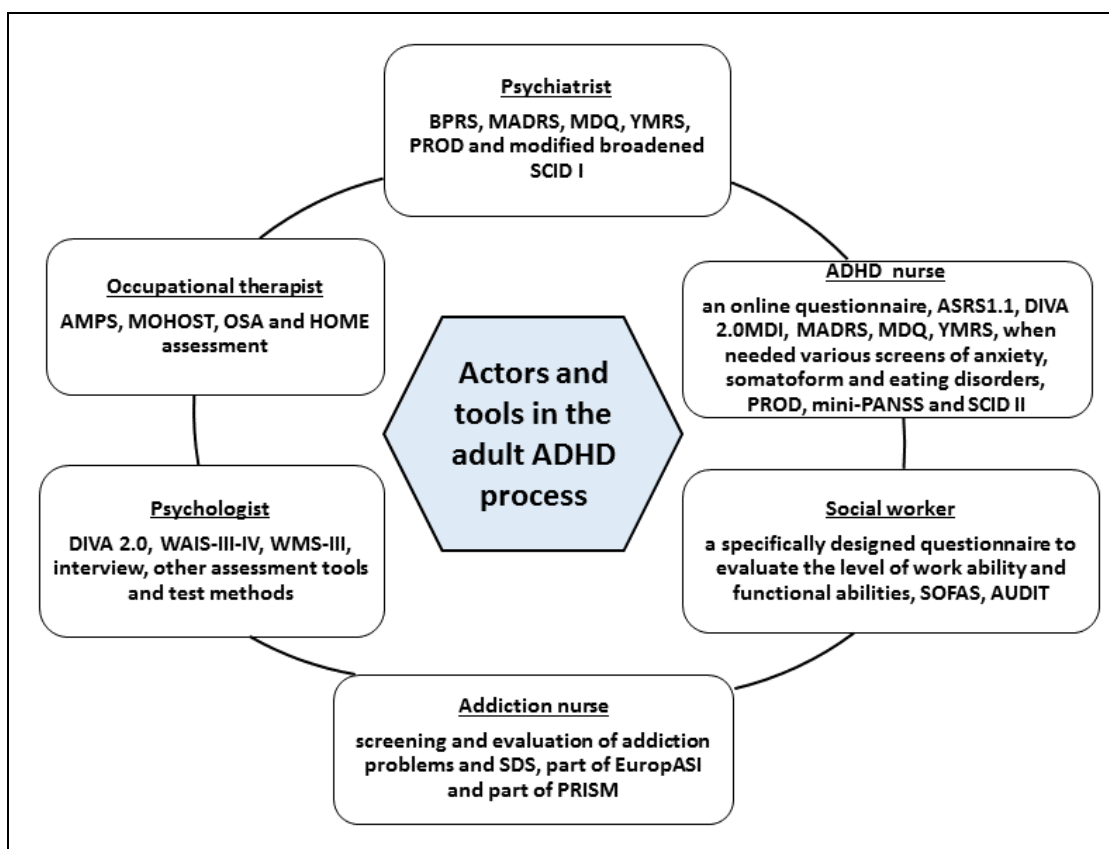 Psychiatrist
BPRS, MADRS, MDQ, YMRS,
PROD and modified broadened
SCID I
ADHD nurse
an online questionnaire, ASRS1.1, DIVA
2.0MDI, MADRS, MDQ, YMRS, when
needed various screens of anxiety,
somatoform and eating disorders,
PROD, mini-PANSS and SCID II
Social worker
a specifically designed questionnaire to
evaluate the level of work ability and
functional abilities, SOFAS, AUDIT
Addiction nurse
screening and evaluation of addiction
problems and SDS, part of EuropASI
and part of PRISM
Psychologist
DIVA 2.0, WAIS-III-IV, WMS-III,
interview, other assessment tools
and test methods
Occupational therapist
AMPS, MOHOST, OSA and HOME
assessment
Actors and
tools in the
adult ADHD
process